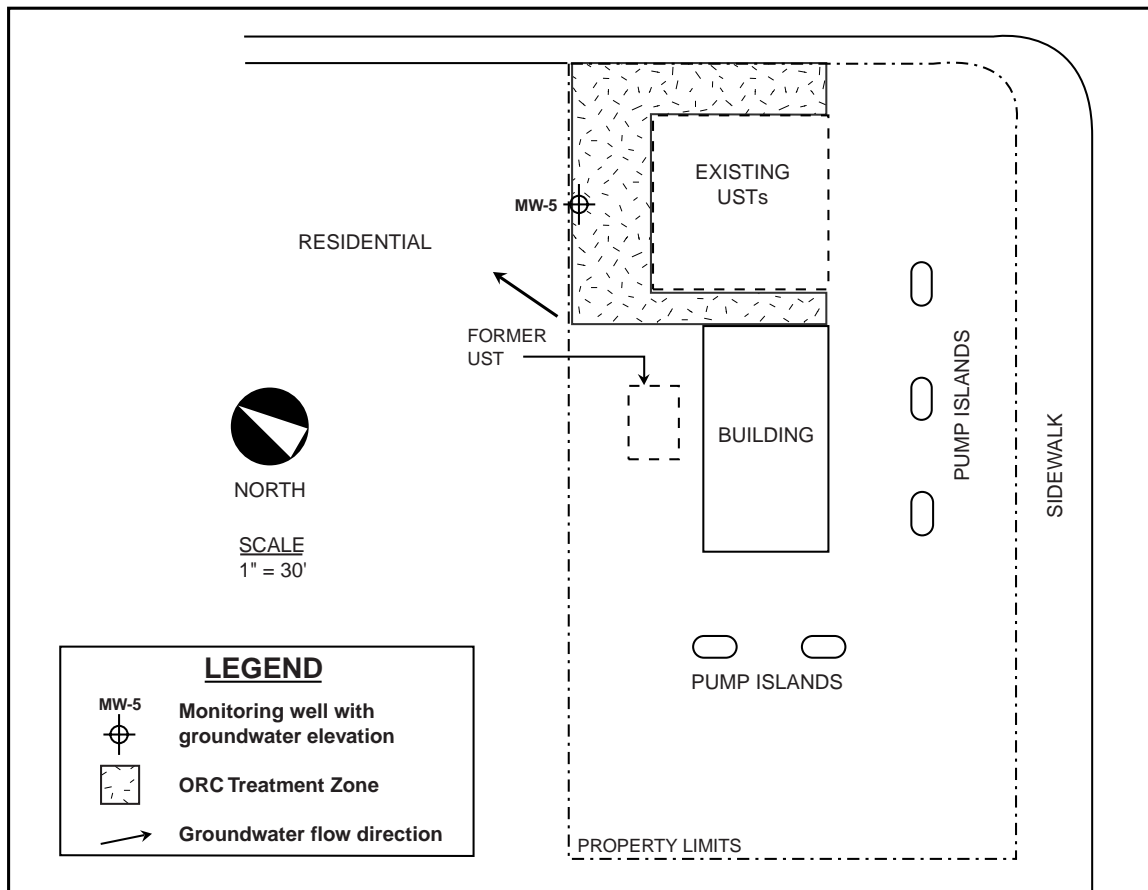 EXISTING
USTs
MW-5
RESIDENTIAL
FORMER
UST
PUMP ISLANDS
SIDEWALK
BUILDING
NORTH
SCALE
1" = 30'
PUMP ISLANDS
LEGEND
MW-5
Monitoring well with
groundwater elevation
ORC Treatment Zone
Groundwater flow direction
PROPERTY LIMITS